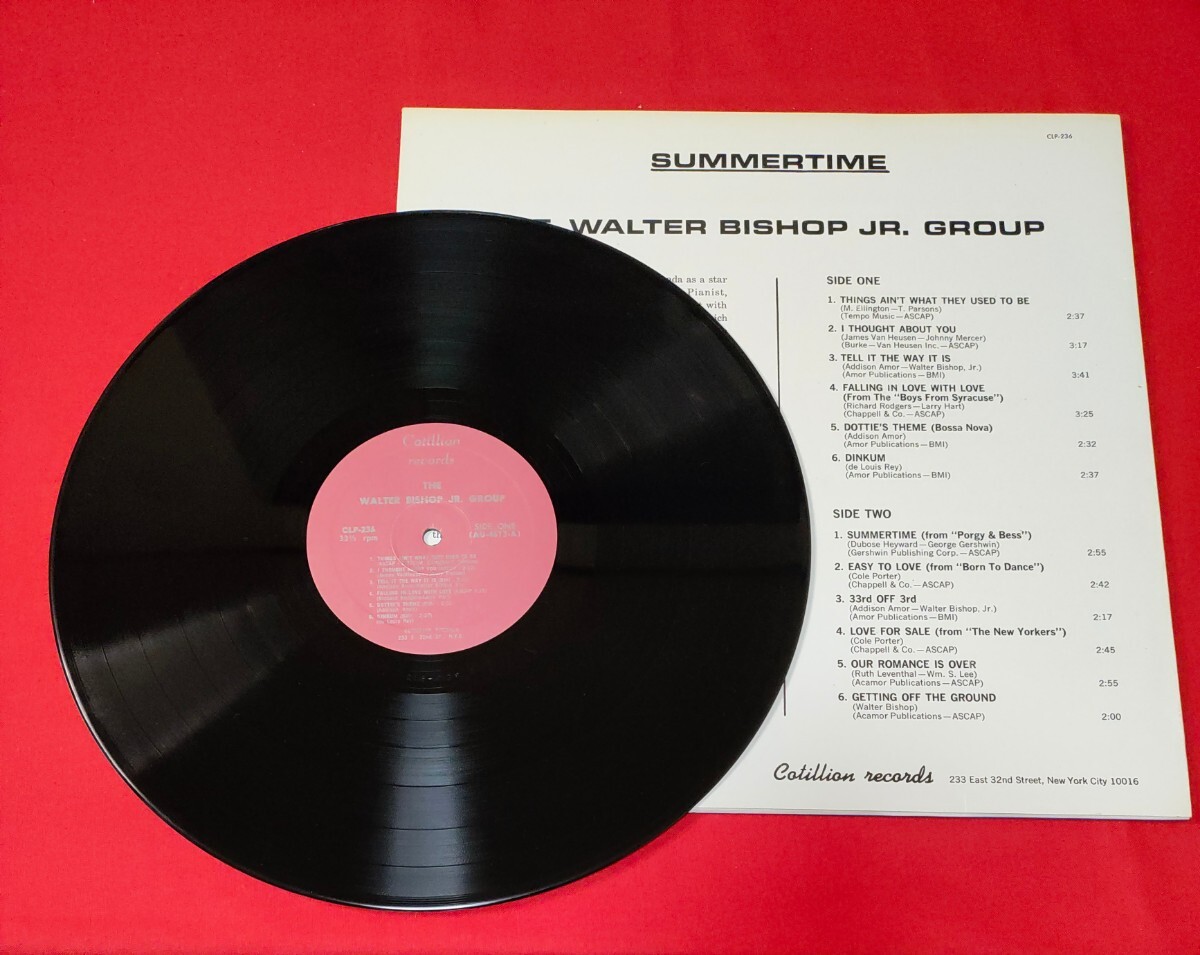 CLP-236
SUMMERTIME
WALTER BISHOP JR. GROUP
as a star
Pianist,
with
SIDE ONE
1. THINGS AIN'T WHAT THEY USED TO BE
(M. Ellington—T. Parsons)
(Tempo Music—ASCAP) 2:37
2. I THOUGHT ABOUT YOU
(James Van Heusen—Johnny Mercer)
(Burke—Van Heusen Inc.—ASCAP) 3:17
3. TELL IT THE WAY IT IS
(Addison Amor—Walter Bishop, Jr.)
(Amor Publications—BMI) 3:41
4. FALLING IN LOVE WITH LOVE
(From The "Boys From Syracuse")
(Richard Rodgers—Larry Hart)
(Chappell & Co.—ASCAP) 3:25
5. DOTTIE'S THEME (Bossa Nova)
(Addison Amor)
(Amor Publications—BMI) 2:32
6. DINKUM
(de Louis Rey)
(Amor Publications—BMI) 2:37
SIDE TWO
1. SUMMERTIME (from "Porgy & Bess")
(Dubose Heyward—George Gershwin)
(Gershwin Publishing Corp.—ASCAP) 2:55
2. EASY TO LOVE (from "Born To Dance")
(Cole Porter)
(Chappell & Co.—ASCAP) 2:42
3. 33rd OFF 3rd
(Addison Amor—Walter Bishop, Jr.)
(Amor Publications—BMI) 2:17
4. LOVE FOR SALE (from "The New Yorkers")
(Cole Porter)
(Chappell & Co.—ASCAP) 2:45
5. OUR ROMANCE IS OVER
(Ruth Leventhal—Wm. S. Lee)
(Acamor Publications—ASCAP) 2:55
6. GETTING OFF THE GROUND
(Walter Bishop)
(Acamor Publications—ASCAP) 2:00
Cotillion records 233 East 32nd Street, New York City 10016
Cotillion
records
THE
WALTER BISHOP JR. GROUP
CLP-236 SIDE ONE
33⅓ rpm